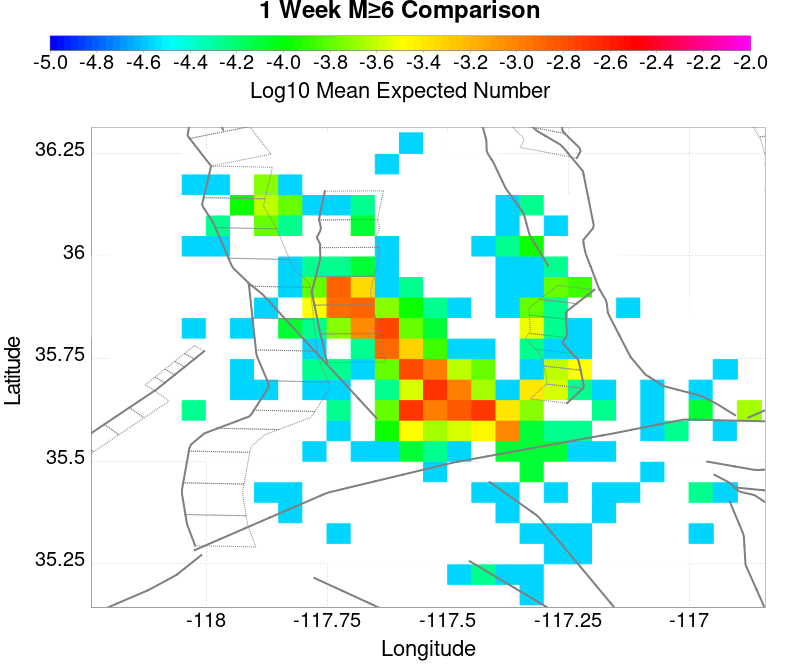 1 Week M≥6 Comparison
-5.0 -4.8 -4.6 -4.4 -4.2 -4.0 -3.8 -3.6 -3.4 -3.2 -3.0 -2.8 -2.6 -2.4 -2.2 -2.0
Log10 Mean Expected Number
36.25
36
35.75
35.5
35.25
Latitude
-118 -117.75 -117.5 -117.25 -117
Longitude